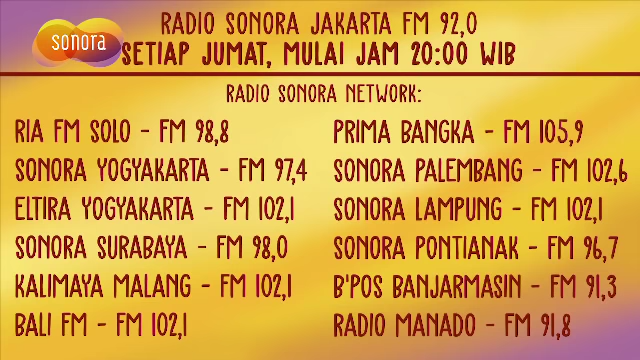 sonora
RADIO SONORA JAKARTA FM 92,0
SETIAP JUMAT, MULAI JAM 20:00 WIB
RADIO SONORA NETWORK:
RIA FM SOLO - FM 98,8
SONORA YOGYAKARTA - FM 97,4
ELTIRA YOGYAKARTA - FM 102,1
SONORA SURABAYA - FM 98,0
KALIMAYA MALANG - FM 102,1
BALI FM - FM 102,1
PRIMA BANGKA - FM 105,9
SONORA PALEMBANG - FM 102,6
SONORA LAMPUNG - FM 102,1
SONORA PONTIANAK - FM 96,7
B'POS BANJARMASIN - FM 91,3
RADIO MANADO - FM 91,8